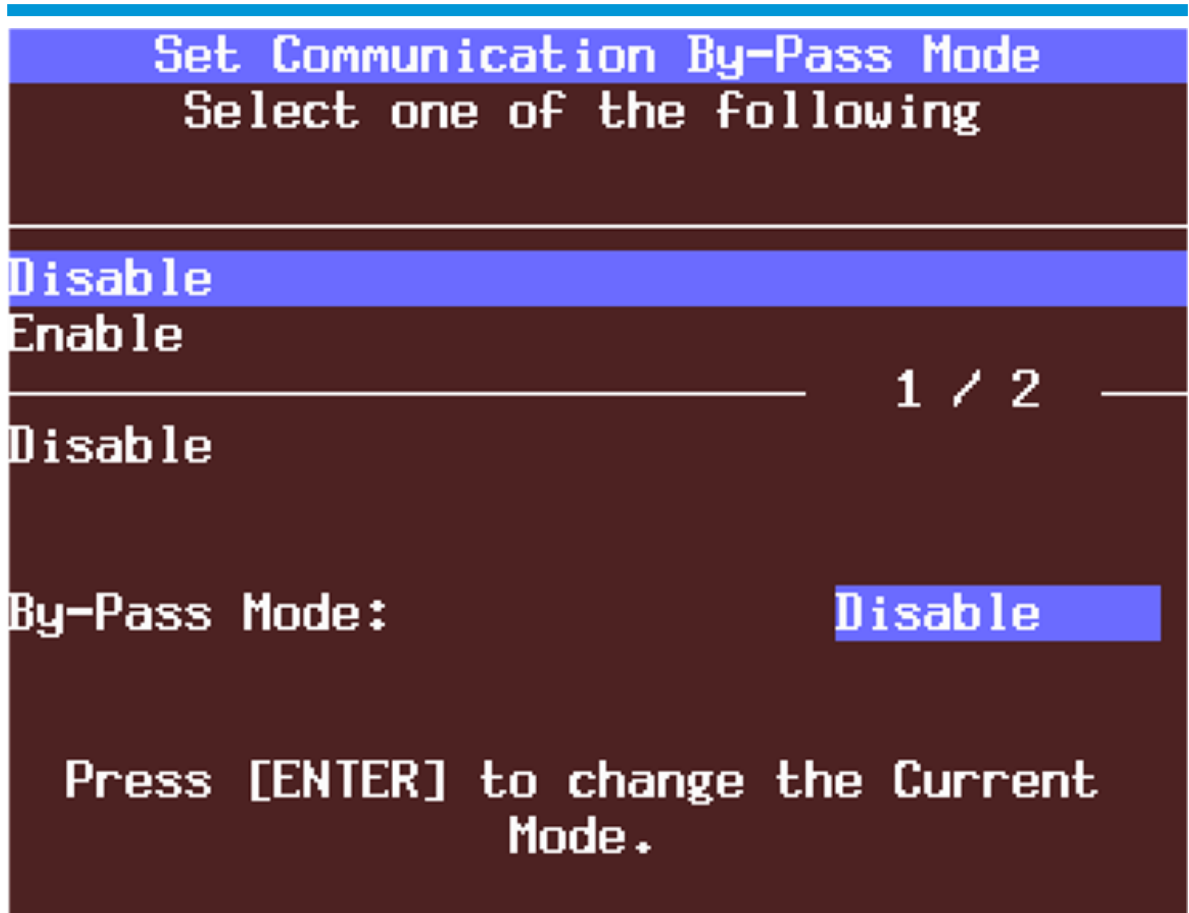 Set Communication By-Pass Mode
Select one of the following
Disable
Enable
1 / 2
Disable
By-Pass Mode: Disable
Press [ENTER] to change the Current
Mode.